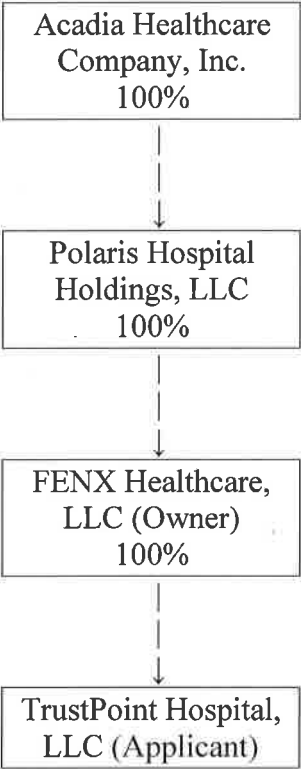 Acadia Healthcare
Company, Inc.
100%
Polaris Hospital
Holdings, LLC
100%
FENX Healthcare,
LLC (Owner)
100%
TrustPoint Hospital,
LLC (Applicant)